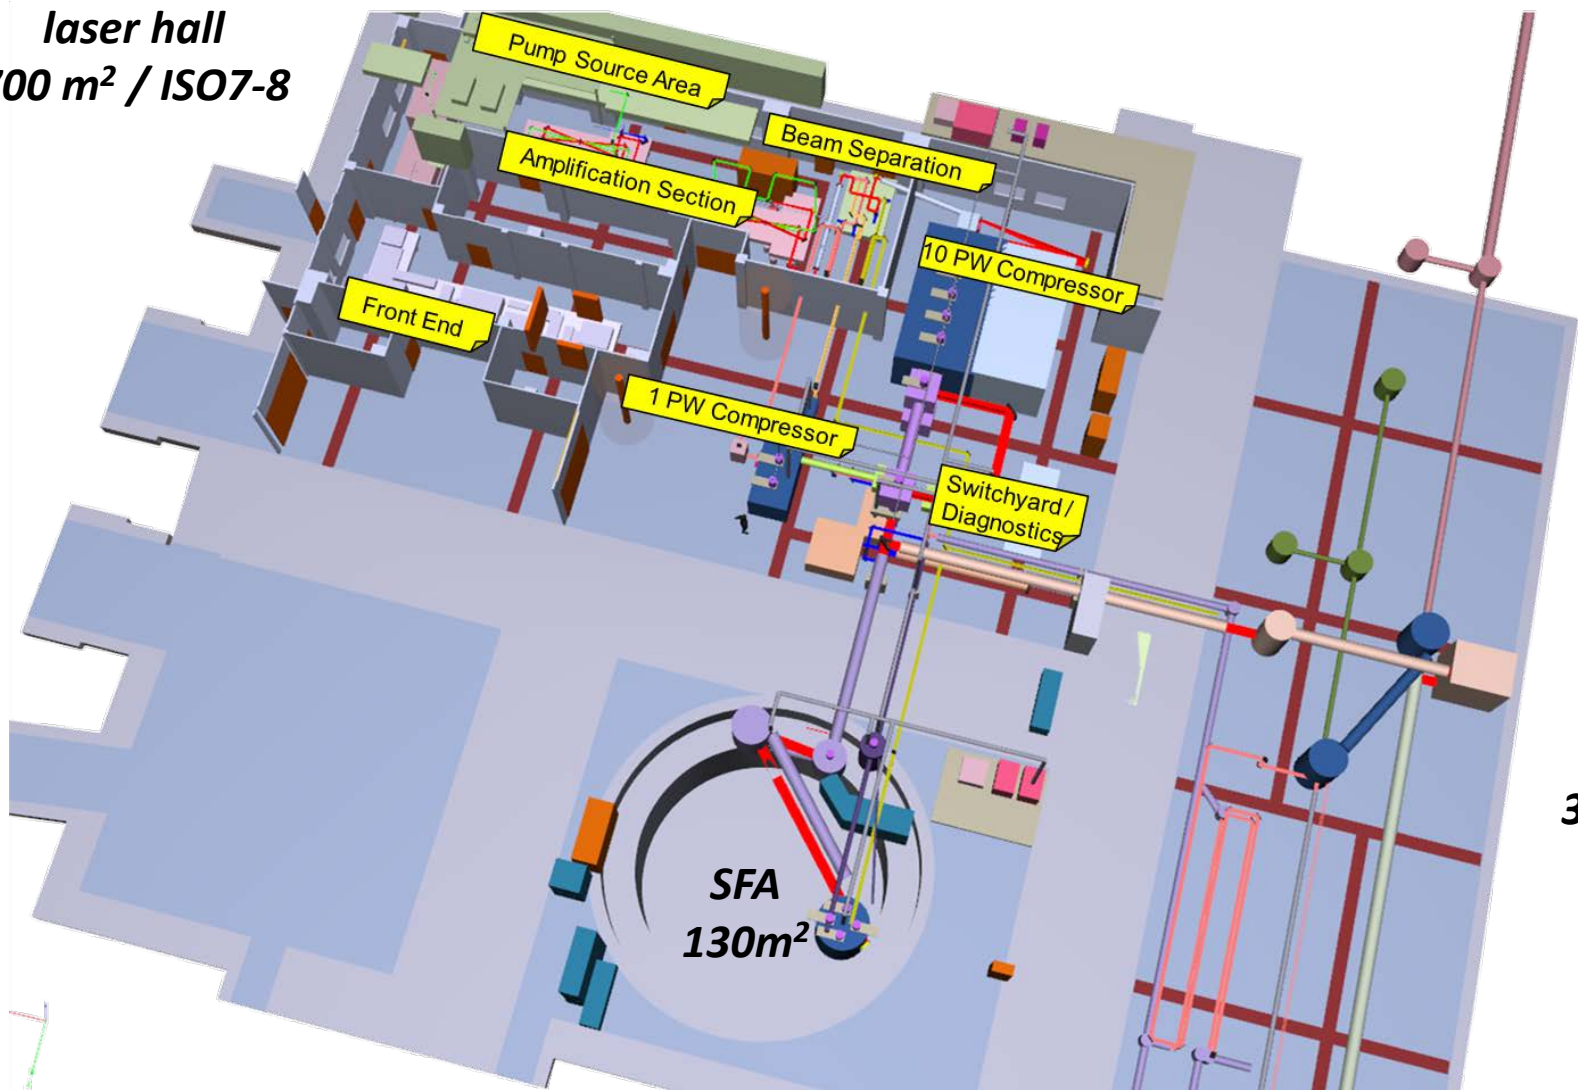 laser hall
00 m² / ISO7-8
Pump Source Area
Beam Separation
Amplification Section
10 PW Compressor
Front End
1 PW Compressor
Switchyard /
Diagnostics
3
SFA
130m²